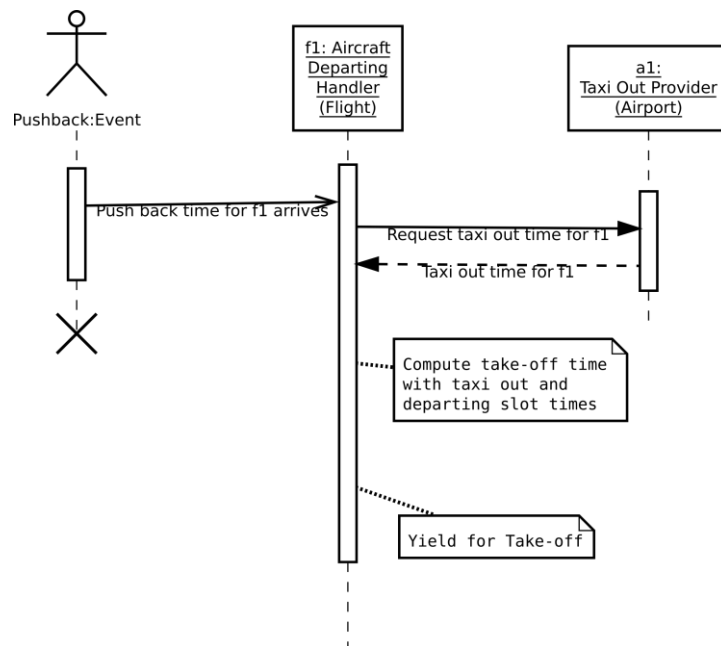 f1: Aircraft
Departing
Handler
(Flight)
a1:
Taxi Out Provider
(Airport)
Pushback:Event
Push back time for f1 arrives
Request taxi out time for f1
Taxi out time for f1
Compute take-off time
with taxi out and
departing slot times
Yield for Take-off